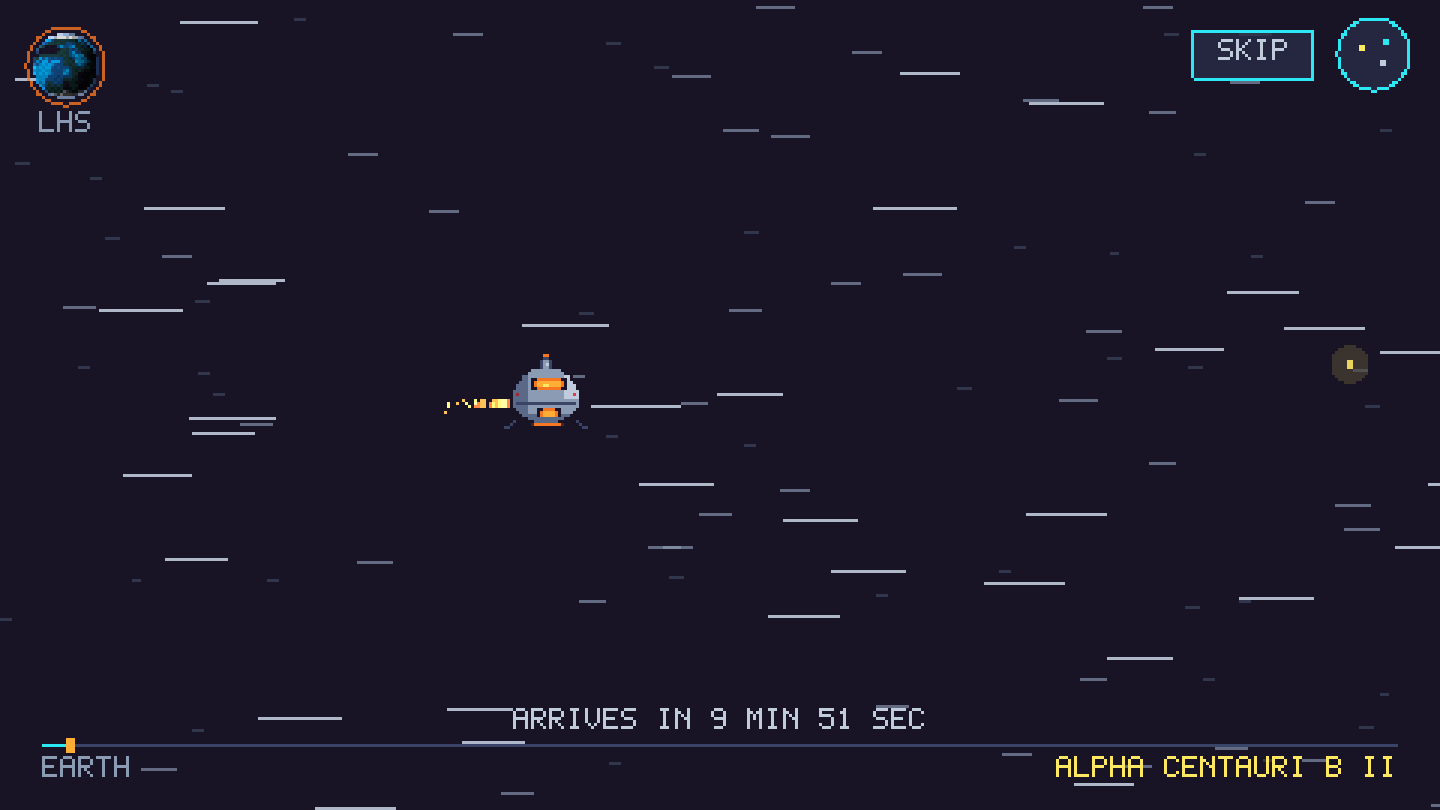 LHS
SKIP
ARRIVES IN 9 MIN 51 SEC
EARTH
ALPHA CENTAURI B II